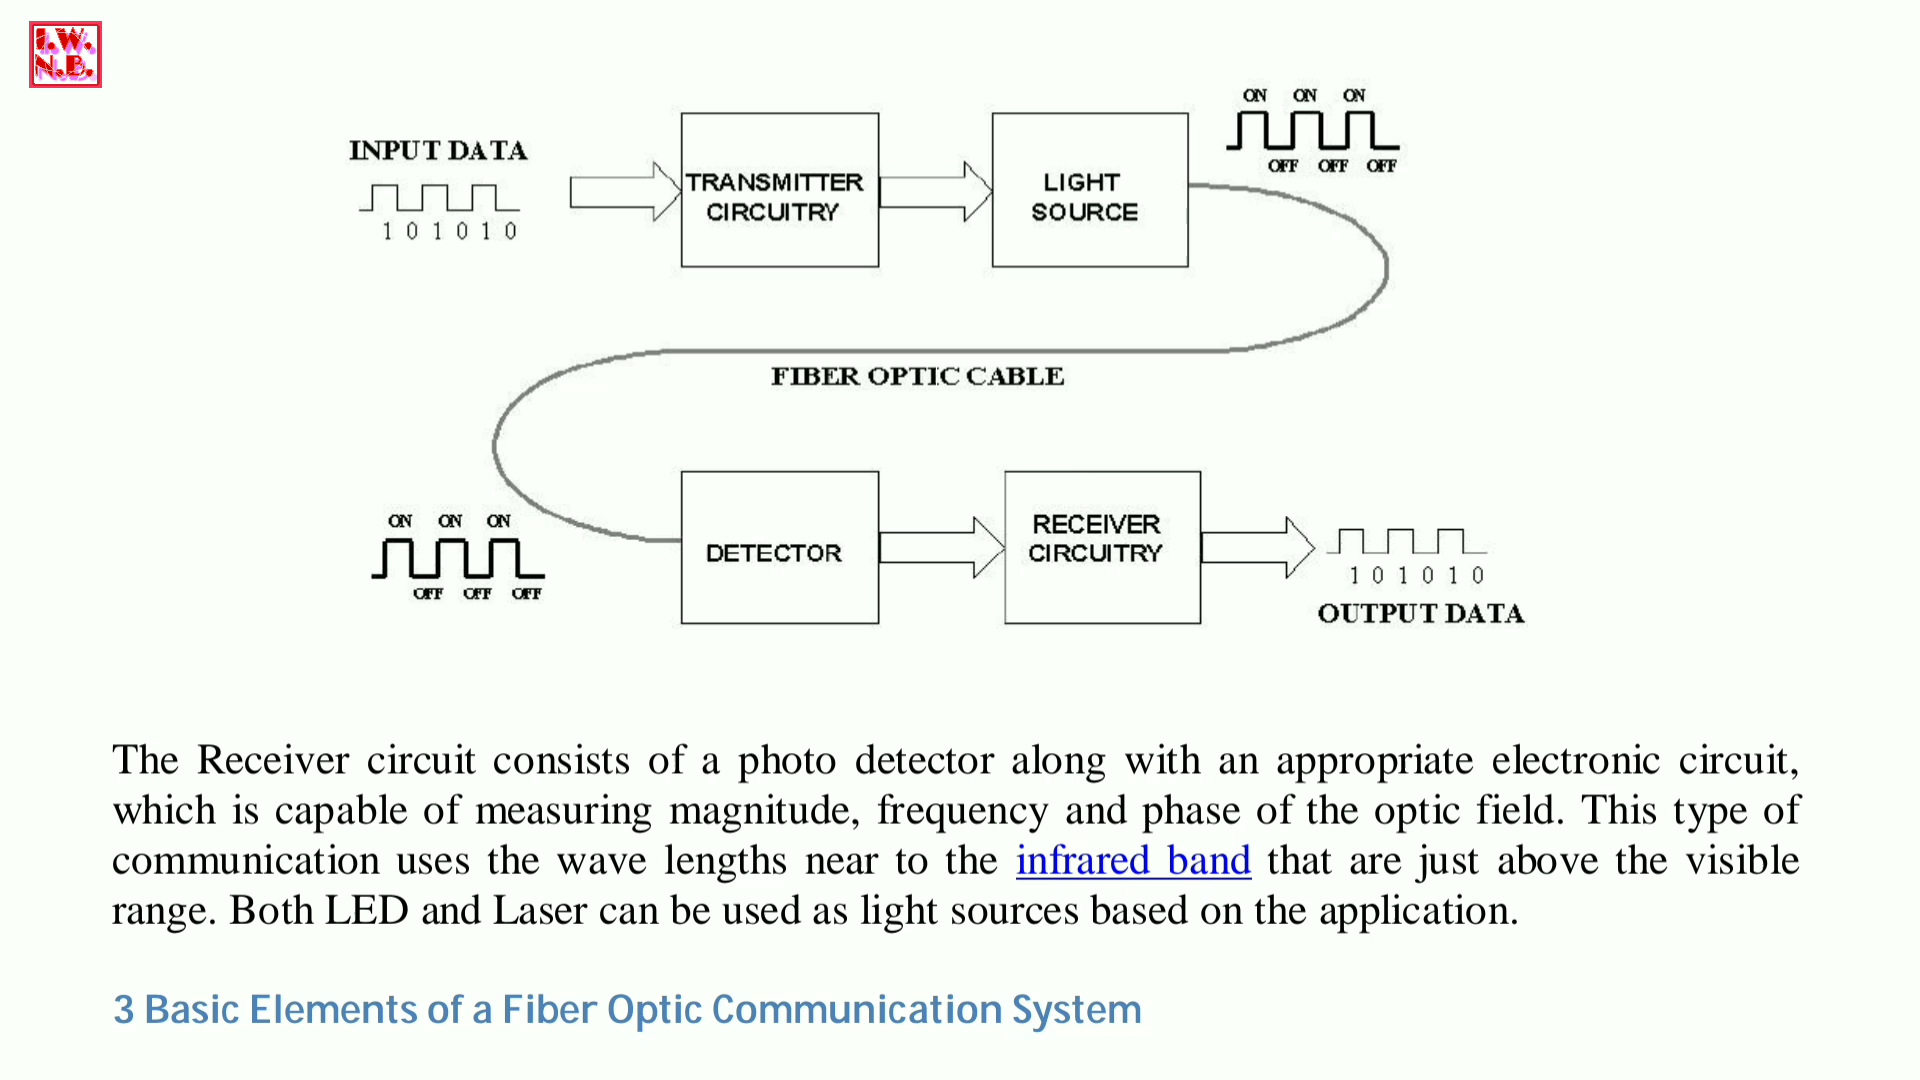 I.W.
N.B.
ON ON ON
INPUT DATA
OFF OFF OFF
TRANSMITTER
CIRCUITRY
LIGHT
SOURCE
1 0 1 0 1 0
FIBER OPTIC CABLE
ON ON ON
DETECTOR
RECEIVER
CIRCUITRY
1 0 1 0 1 0
OFF OFF OFF
OUTPUT DATA
The Receiver circuit consists of a photo detector along with an appropriate electronic circuit,
which is capable of measuring magnitude, frequency and phase of the optic field. This type of
communication uses the wave lengths near to the infrared band that are just above the visible
range. Both LED and Laser can be used as light sources based on the application.
3 Basic Elements of a Fiber Optic Communication System